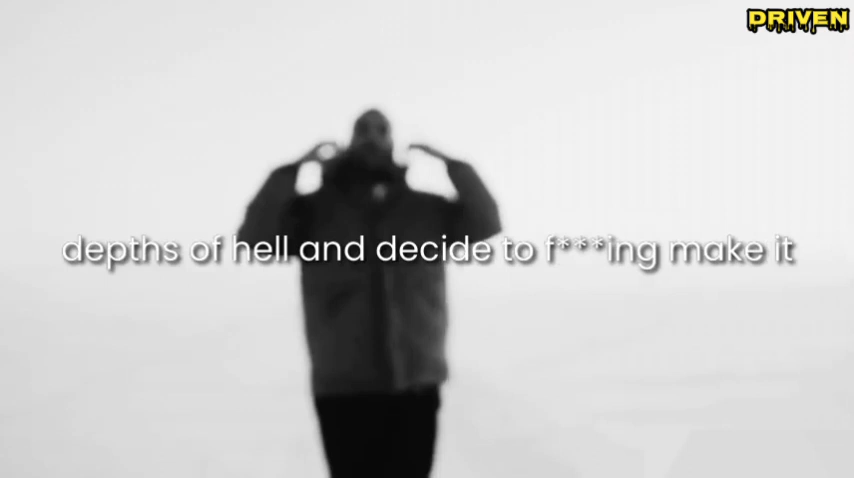 DRIVEN
depths of hell and decide to f***ing make it